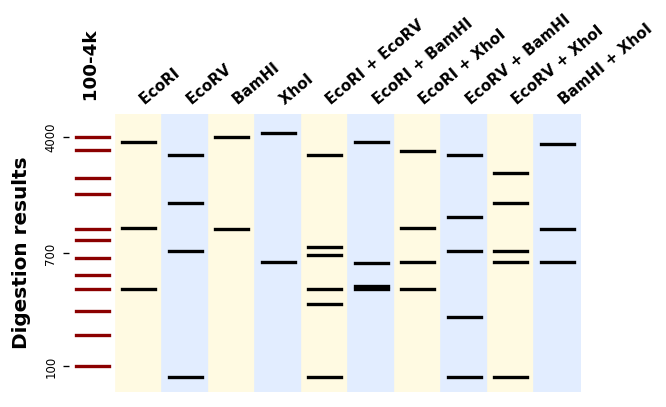 100-4k
EcoRI
EcoRV
BamHI
XhoI
EcoRI + EcoRV
EcoRI + BamHI
EcoRI + XhoI
EcoRV + BamHI
EcoRV + XhoI
BamHI + XhoI
4000
700
100
Digestion results